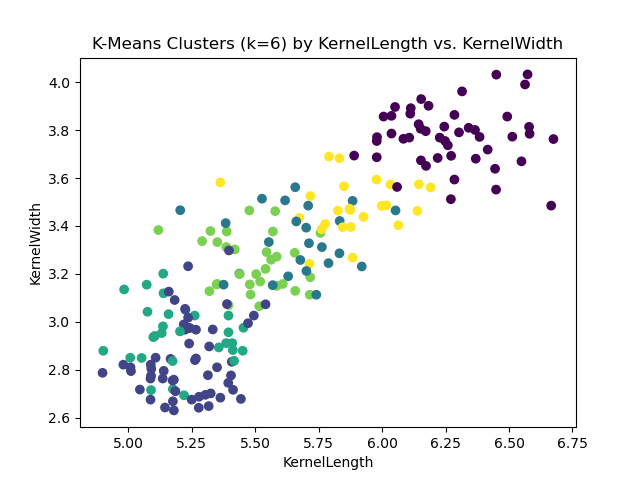 K-Means Clusters (k=6) by KernelLength vs. KernelWidth
4.0
3.8
3.6
3.4
3.2
3.0
2.8
2.6
KernelWidth
5.00 5.25 5.50 5.75 6.00 6.25 6.50 6.75
KernelLength